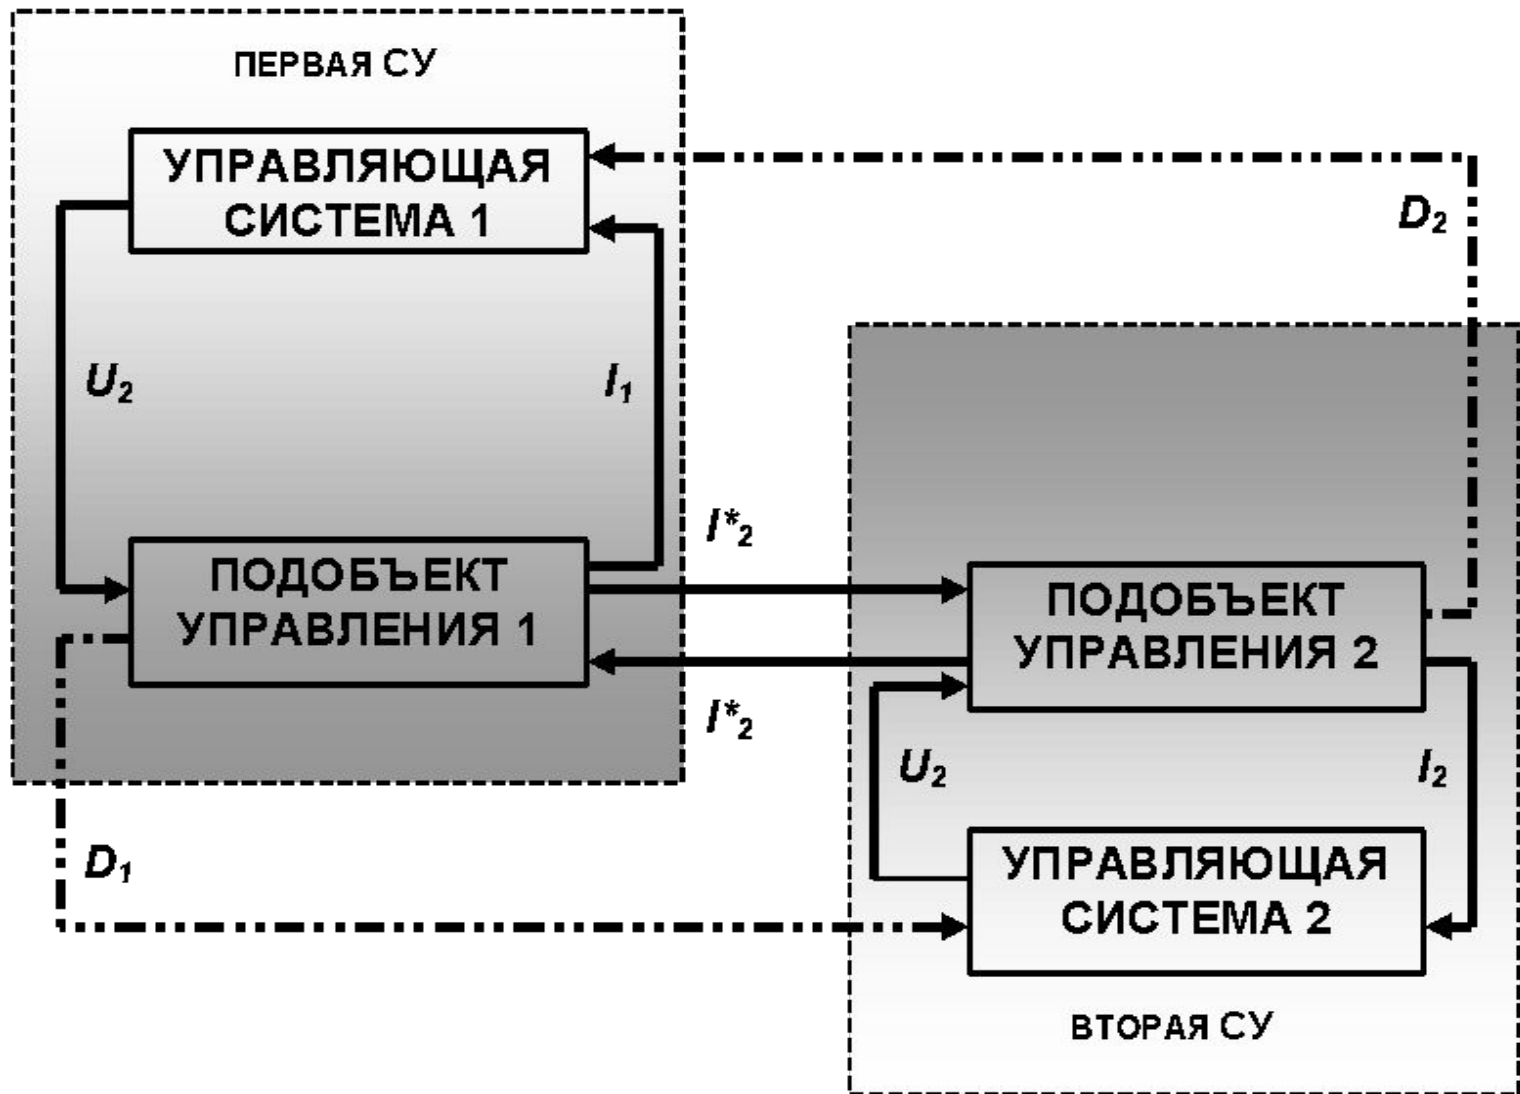 ПЕРВАЯ СУ
УПРАВЛЯЮЩАЯ
СИСТЕМА 1
D₂
U₂
I₁
I*₂
ПОДОБЪЕКТ
УПРАВЛЕНИЯ 1
ПОДОБЪЕКТ
УПРАВЛЕНИЯ 2
I*₂
U₂
I₂
D₁
УПРАВЛЯЮЩАЯ
СИСТЕМА 2
ВТОРАЯ СУ